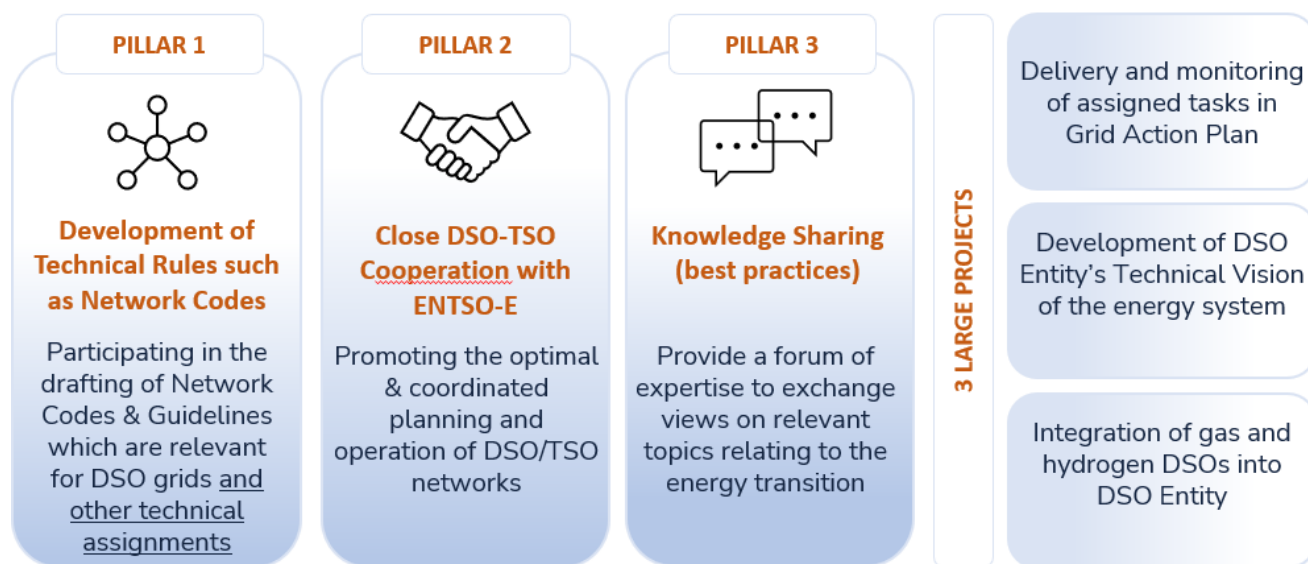 PILLAR 1
Development of
Technical Rules such
as Network Codes
Participating in the
drafting of Network
Codes & Guidelines
which are relevant
for DSO grids and
other technical
assignments
PILLAR 2
Close DSO-TSO
Cooperation with
ENTSO-E
Promoting the optimal
& coordinated
planning and
operation of DSO/TSO
networks
PILLAR 3
Knowledge Sharing
(best practices)
Provide a forum of
expertise to exchange
views on relevant
topics relating to the
energy transition
3 LARGE PROJECTS
Delivery and monitoring
of assigned tasks in
Grid Action Plan
Development of DSO
Entity's Technical Vision
of the energy system
Integration of gas and
hydrogen DSOs into
DSO Entity